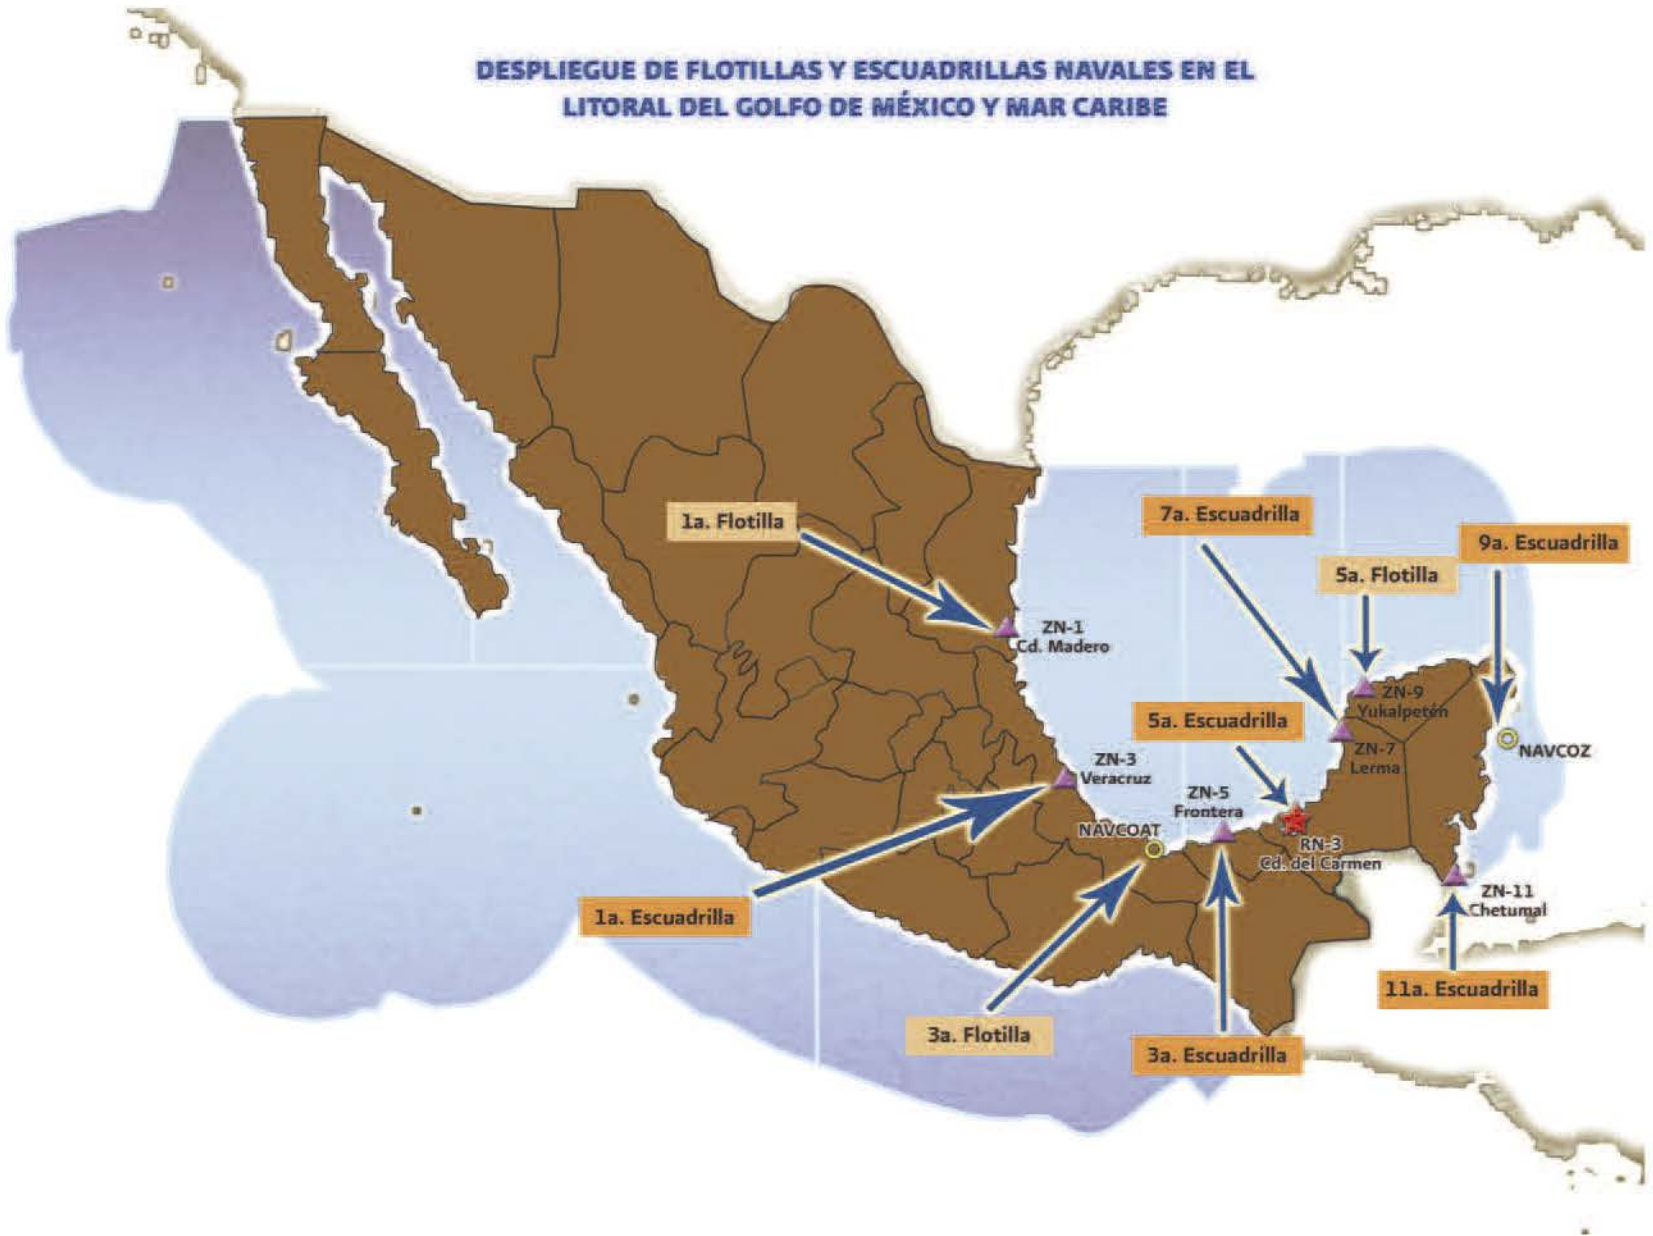 DESPLIEGUE DE FLOTILLAS Y ESCUADRILLAS NAVALES EN EL
LITORAL DEL GOLFO DE MÉXICO Y MAR CARIBE
1a. Flotilla
7a. Escuadrilla
9a. Escuadrilla
5a. Flotilla
ZN-1
Cd. Madero
ZN-9
Yukalpetén
5a. Escuadrilla
ZN-7
Lerma
NAVCOZ
ZN-3
Veracruz
ZN-5
Frontera
NAVCOAT
RN-3
Cd. del Carmen
ZN-11
Chetumal
1a. Escuadrilla
11a. Escuadrilla
3a. Flotilla
3a. Escuadrilla